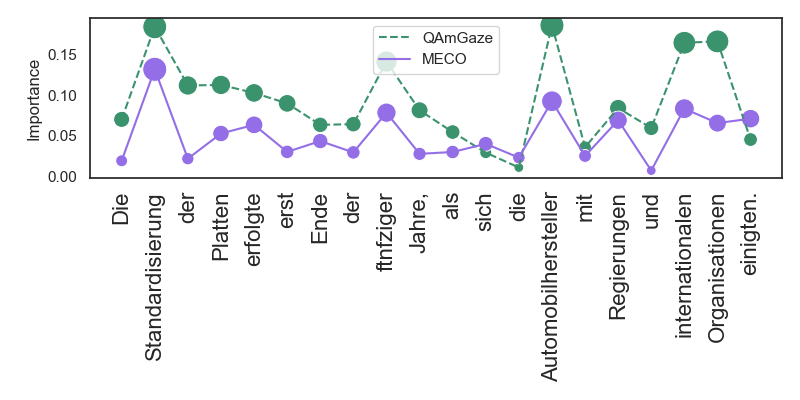 QAmGaze
MECO
Importance
0.15
0.10
0.05
0.00
Die
Standardisierung
der
Platten
erfolgte
erst
Ende
der
ftnfziger
Jahre,
als
sich
die
Automobilhersteller
mit
Regierungen
und
internationalen
Organisationen
einigten.